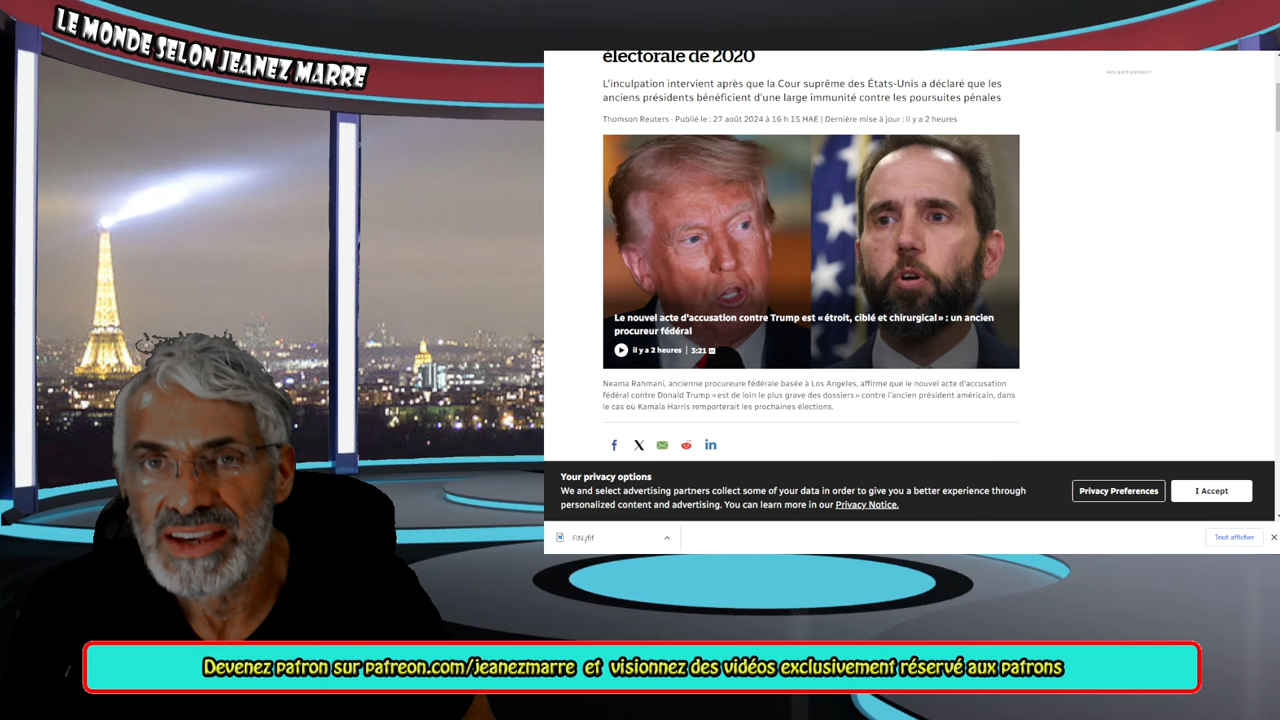 LE MONDE SELON JEANEZ MARRE
électorale de 2020
L'inculpation intervient après que la Cour suprême des États-Unis a déclaré que les
anciens présidents bénéficient d'une large immunité contre les poursuites pénales
Thomson Reuters · Publié le : 27 août 2024 à 16 h 15 HAE | Dernière mise à jour : il y a 2 heures
ADVERTISEMENT
Le nouvel acte d'accusation contre Trump est «étroit, ciblé et chirurgical» : un ancien
procureur fédéral
il y a 2 heures | 3:21
Neama Rahmani, ancienne procureure fédérale basée à Los Angeles, affirme que le nouvel acte d'accusation
fédéral contre Donald Trump «est de loin le plus grave des dossiers» contre l'ancien président américain, dans
le cas où Kamala Harris remporterait les prochaines élections.
Your privacy options
We and select advertising partners collect some of your data in order to give you a better experience through
personalized content and advertising. You can learn more in our Privacy Notice.
Privacy Preferences
I Accept
FIN.jfif
Tout afficher
Devenez patron sur patreon.com/jeanezmarre et visionnez des vidéos exclusivement réservé aux patrons